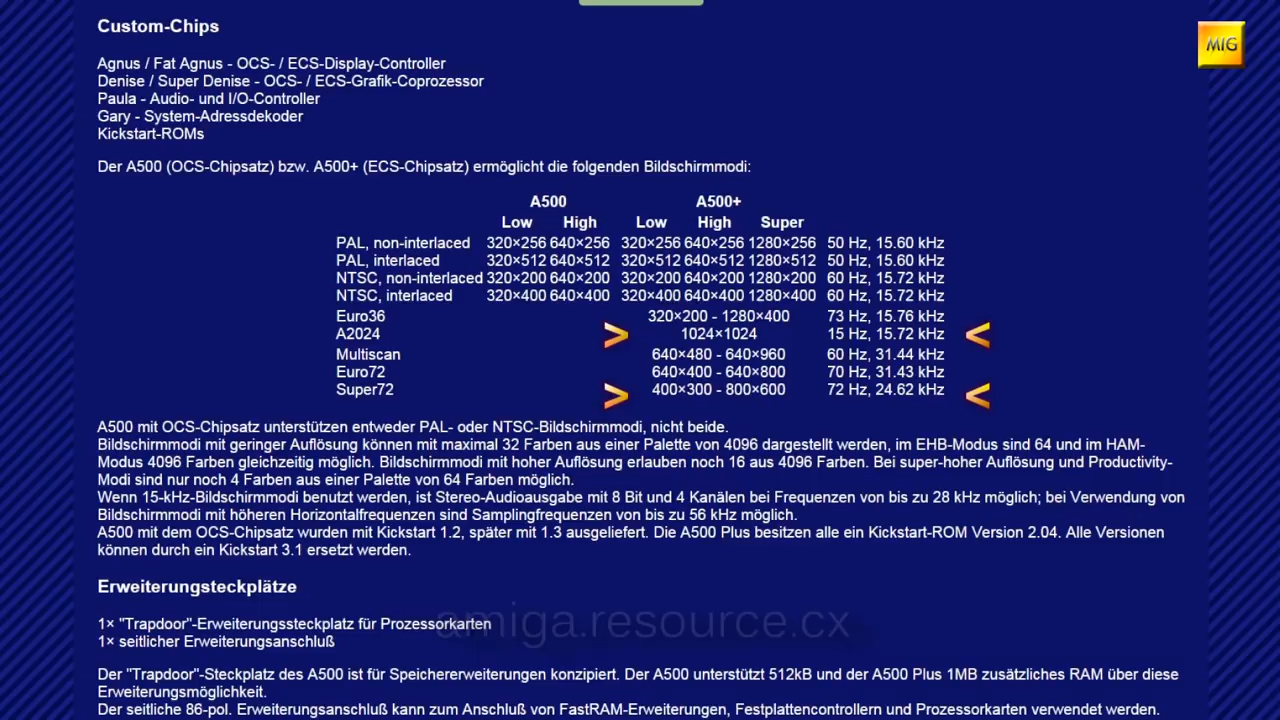 Custom-Chips
MIG
Agnus / Fat Agnus - OCS- / ECS-Display-Controller
Denise / Super Denise - OCS- / ECS-Grafik-Coprozessor
Paula - Audio- und I/O-Controller
Gary - System-Adressdekoder
Kickstart-ROMs
Der A500 (OCS-Chipsatz) bzw. A500+ (ECS-Chipsatz) ermöglicht die folgenden Bildschirmmodi:
A500 A500+
Low High Low High Super
PAL, non-interlaced 320×256 640×256 320×256 640×256 1280×256 50 Hz, 15.60 kHz
PAL, interlaced 320×512 640×512 320×512 640×512 1280×512 50 Hz, 15.60 kHz
NTSC, non-interlaced 320×200 640×200 320×200 640×200 1280×200 60 Hz, 15.72 kHz
NTSC, interlaced 320×400 640×400 320×400 640×400 1280×400 60 Hz, 15.72 kHz
Euro36 320×200 - 1280×400 73 Hz, 15.76 kHz
A2024 > 1024×1024 15 Hz, 15.72 kHz <
Multiscan 640×480 - 640×960 60 Hz, 31.44 kHz
Euro72 640×400 - 640×800 70 Hz, 31.43 kHz
Super72 > 400×300 - 800×600 72 Hz, 24.62 kHz <
A500 mit OCS-Chipsatz unterstützen entweder PAL- oder NTSC-Bildschirmmodi, nicht beide.
Bildschirmmodi mit geringer Auflösung können mit maximal 32 Farben aus einer Palette von 4096 dargestellt werden, im EHB-Modus sind 64 und im HAM-
Modus 4096 Farben gleichzeitig möglich. Bildschirmmodi mit hoher Auflösung erlauben noch 16 aus 4096 Farben. Bei super-hoher Auflösung und Productivity-
Modi sind nur noch 4 Farben aus einer Palette von 64 Farben möglich.
Wenn 15-kHz-Bildschirmmodi benutzt werden, ist Stereo-Audioausgabe mit 8 Bit und 4 Kanälen bei Frequenzen von bis zu 28 kHz möglich; bei Verwendung von
Bildschirmmodi mit höheren Horizontalfrequenzen sind Samplingfrequenzen von bis zu 56 kHz möglich.
A500 mit dem OCS-Chipsatz wurden mit Kickstart 1.2, später mit 1.3 ausgeliefert. Die A500 Plus besitzen alle ein Kickstart-ROM Version 2.04. Alle Versionen
können durch ein Kickstart 3.1 ersetzt werden.
Erweiterungsteckplätze
1× "Trapdoor"-Erweiterungssteckplatz für Prozessorkarten
amiga.resource.cx
1× seitlicher Erweiterungsanschluß
Der "Trapdoor"-Steckplatz des A500 ist für Speichererweiterungen konzipiert. Der A500 unterstützt 512kB und der A500 Plus 1MB zusätzliches RAM über diese
Erweiterungsmöglichkeit.
Der seitliche 86-pol. Erweiterungsanschluß kann zum Anschluß von FastRAM-Erweiterungen, Festplattencontrollern und Prozessorkarten verwendet werden.